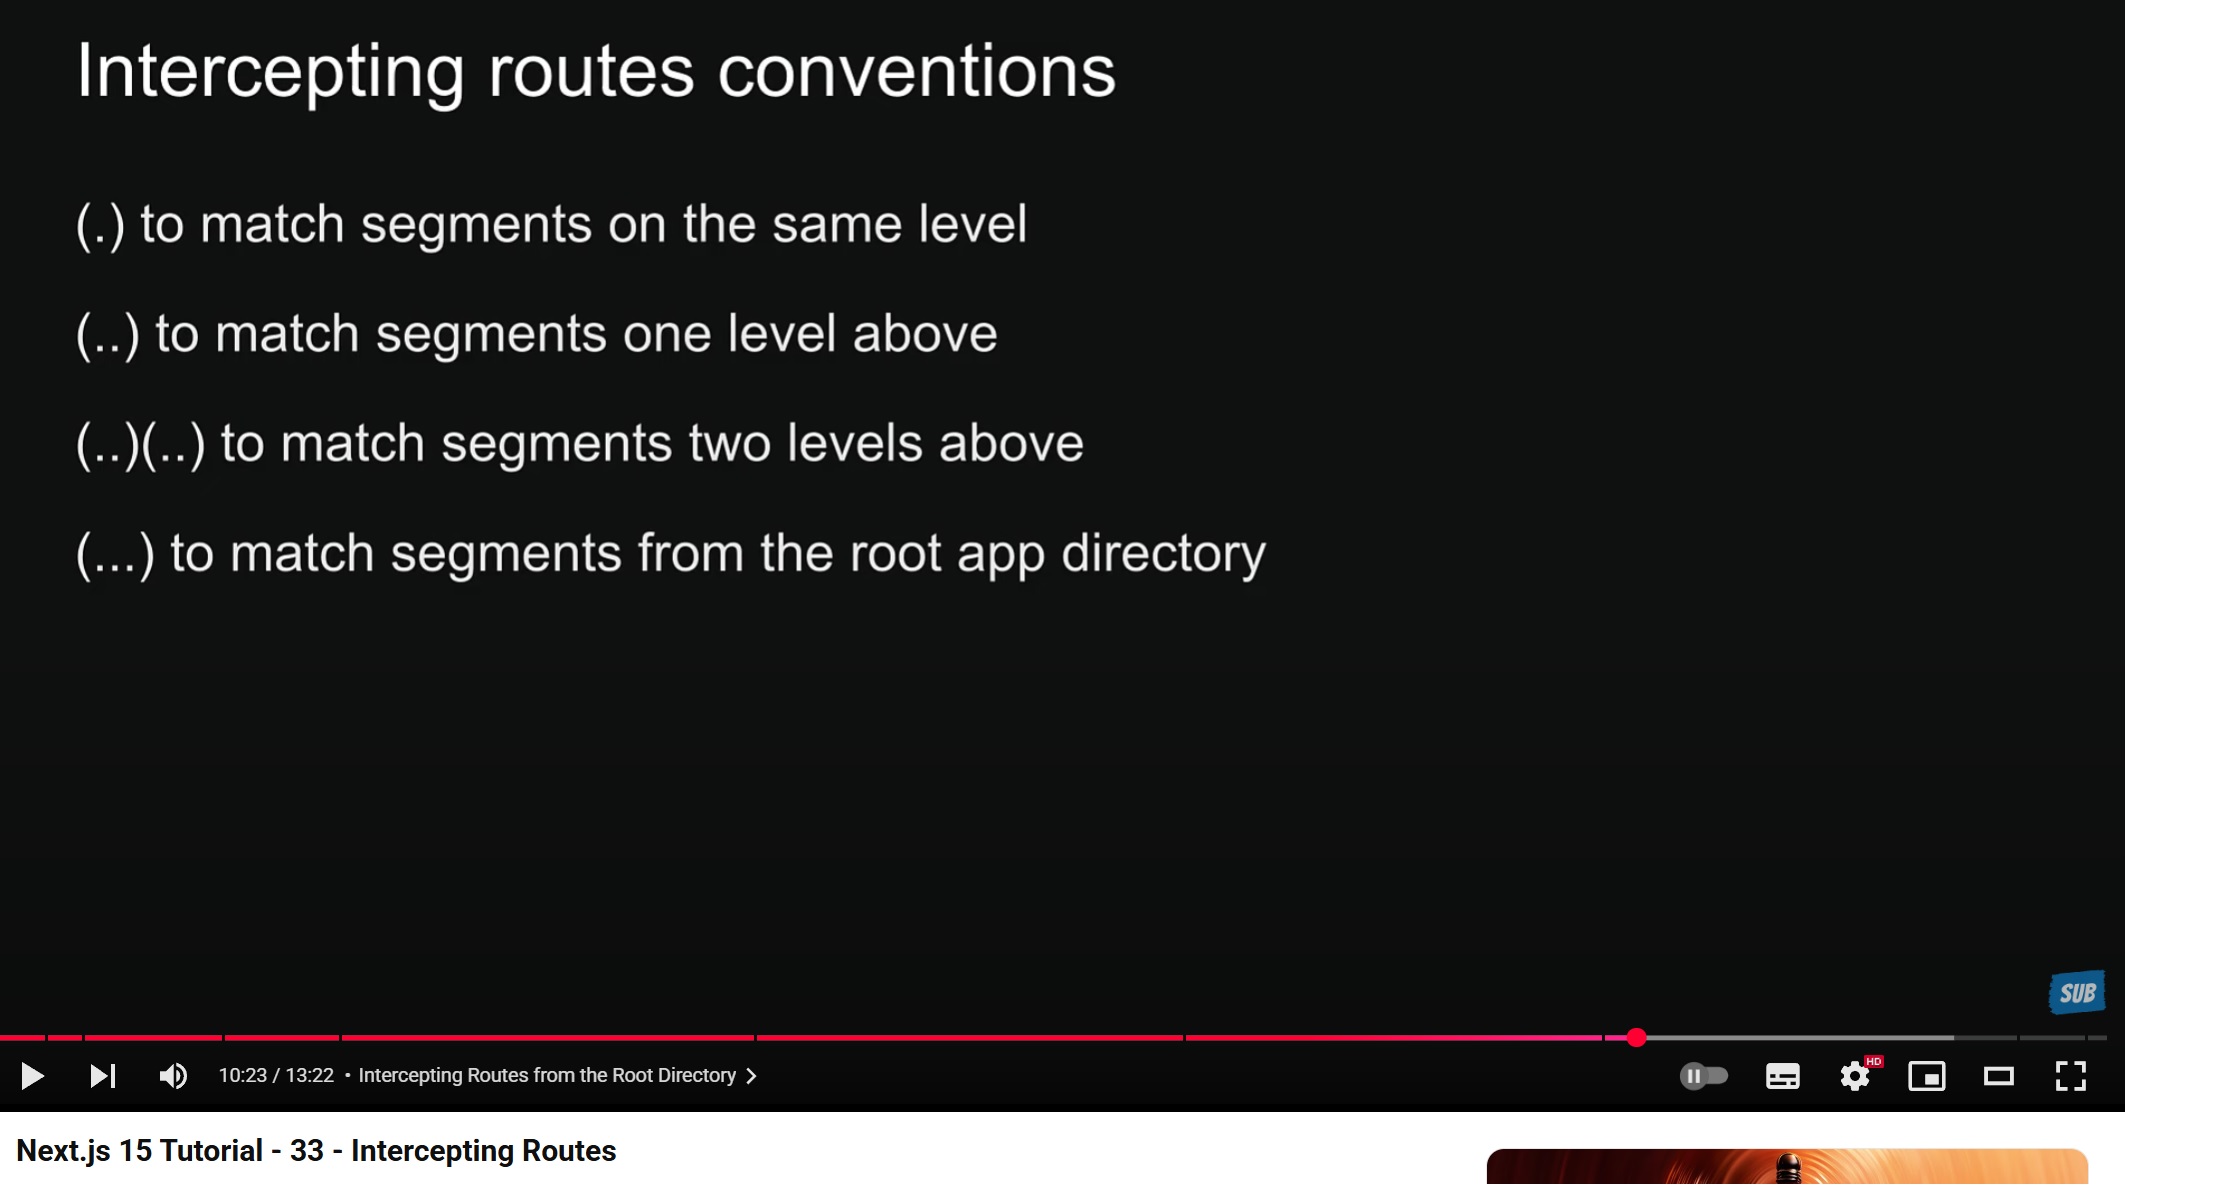 Intercepting routes conventions
(.) to match segments on the same level
(..) to match segments one level above
(..)(..) to match segments two levels above
(...) to match segments from the root app directory
SUB
10:23 / 13:22 • Intercepting Routes from the Root Directory
HD
Next.js 15 Tutorial - 33 - Intercepting Routes